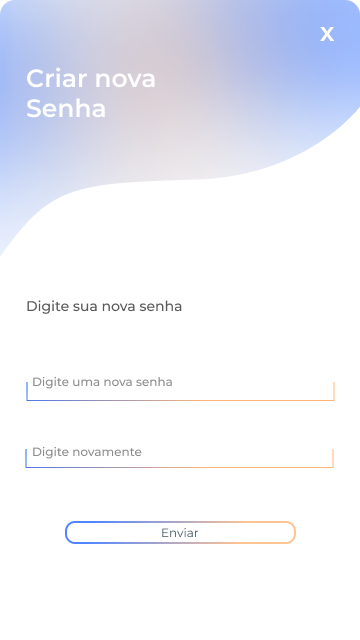 X
Criar nova
Senha
Digite sua nova senha
Digite uma nova senha
Digite novamente
Enviar